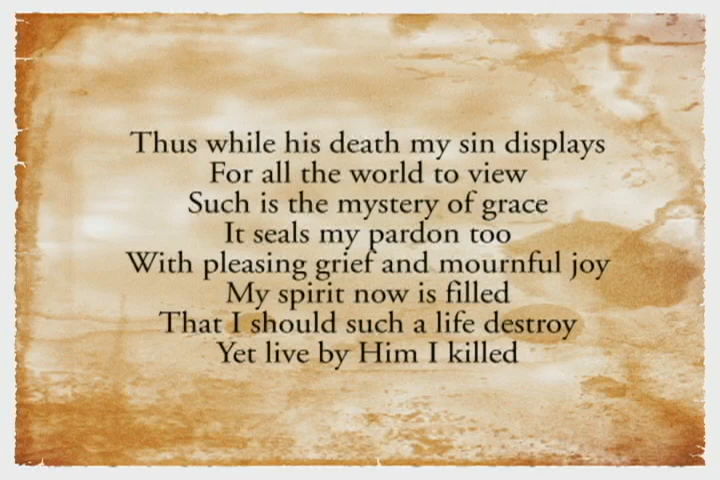 Thus while his death my sin displays
For all the world to view
Such is the mystery of grace
It seals my pardon too
With pleasing grief and mournful joy
My spirit now is filled
That I should such a life destroy
Yet live by Him I killed